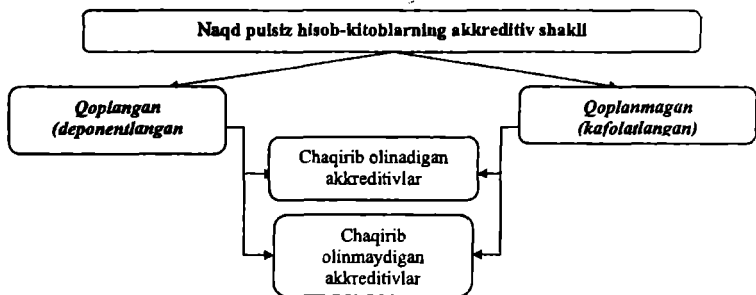 Naqd pulsiz hisob-kitoblarning akkreditiv shakli
Qoplangan
(deponentlangan
Qoplanmagan
(kafolatlangan)
Chaqirib olinadigan
akkreditivlar
Chaqirib
olinmaydigan
akkreditivlar